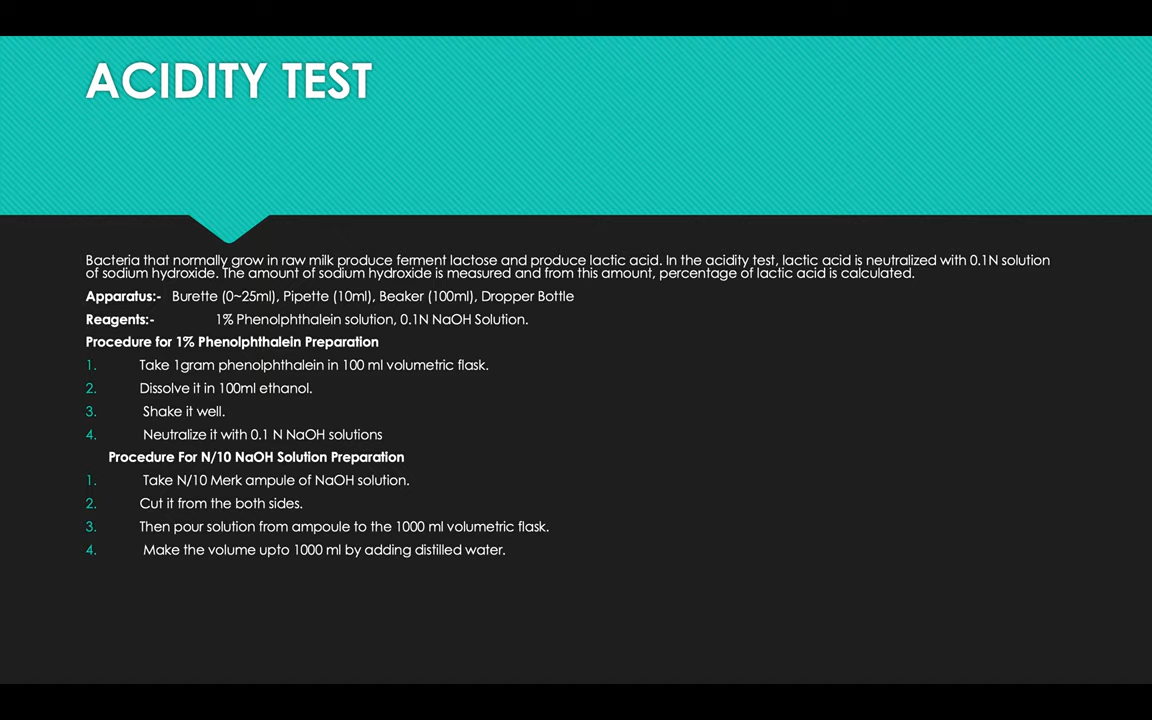 ACIDITY TEST
Bacteria that normally grow in raw milk produce ferment lactose and produce lactic acid. In the acidity test, lactic acid is neutralized with 0.1N solution
of sodium hydroxide. The amount of sodium hydroxide is measured and from this amount, percentage of lactic acid is calculated.
Apparatus:- Burette (0~25ml), Pipette (10ml), Beaker (100ml), Dropper Bottle
Reagents:- 1% Phenolphthalein solution, 0.1N NaOH Solution.
Procedure for 1% Phenolphthalein Preparation
1. Take 1gram phenolphthalein in 100 ml volumetric flask.
2. Dissolve it in 100ml ethanol.
3. Shake it well.
4. Neutralize it with 0.1 N NaOH solutions
Procedure For N/10 NaOH Solution Preparation
1. Take N/10 Merk ampule of NaOH solution.
2. Cut it from the both sides.
3. Then pour solution from ampoule to the 1000 ml volumetric flask.
4. Make the volume upto 1000 ml by adding distilled water.